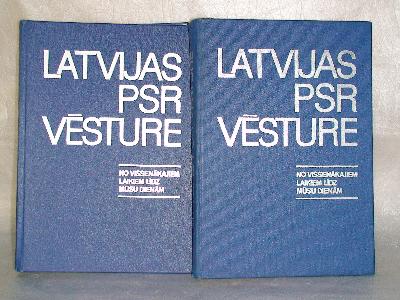 LATVIJAS
PSR
VĒSTURE
NO VISSENĀKAJIEM
LAIKIEM LĪDZ
MŪSU DIENĀM
LATVIJAS
PSR
VĒSTURE
NO VISSENĀKAJIEM
LAIKIEM LĪDZ
MŪSU DIENĀM